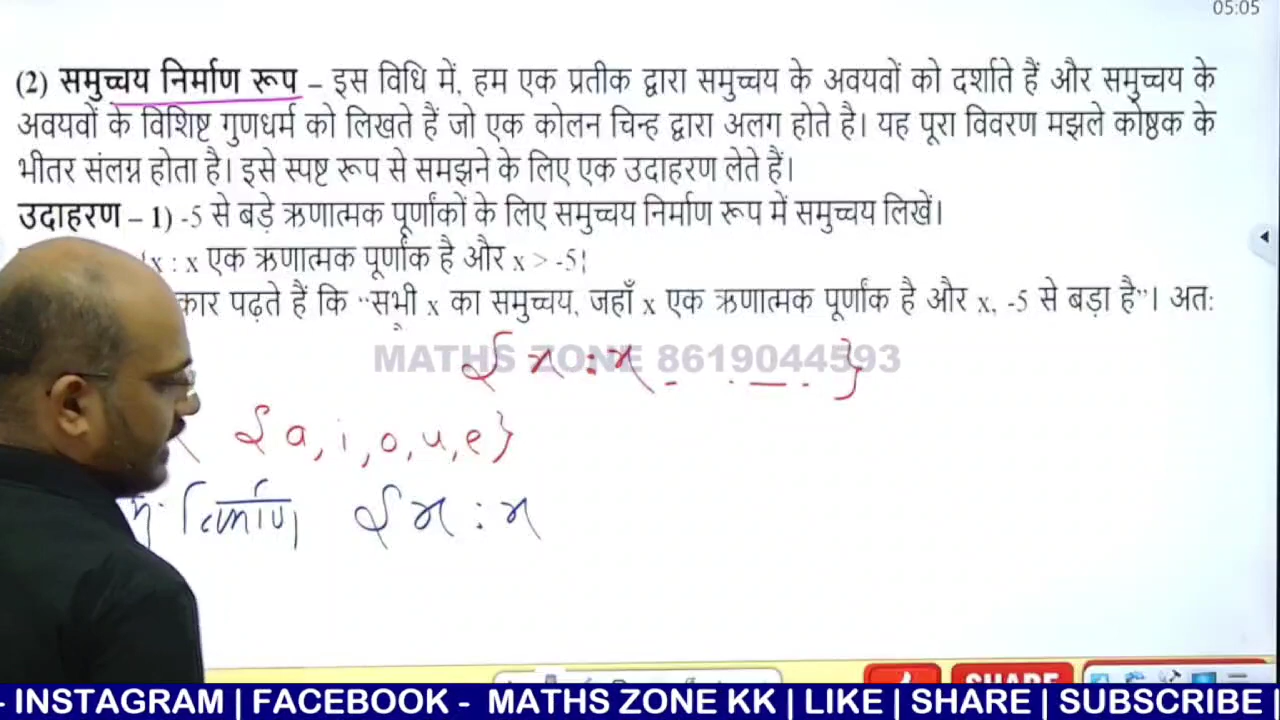 05:05
(2) समुच्चय निर्माण रूप – इस विधि में, हम एक प्रतीक द्वारा समुच्चय के अवयवों को दर्शाते हैं और समुच्चय के
अवयवों के विशिष्ट गुणधर्म को लिखते हैं जो एक कोलन चिन्ह द्वारा अलग होते है। यह पूरा विवरण मझले कोष्ठक के
भीतर संलग्न होता है। इसे स्पष्ट रूप से समझने के लिए एक उदाहरण लेते हैं।
उदाहरण – 1) -5 से बड़े ऋणात्मक पूर्णांकों के लिए समुच्चय निर्माण रूप में समुच्चय लिखें।
x : x एक ऋणात्मक पूर्णांक है और x > -5}
पढ़ते हैं कि “सभी x का समुच्चय, जहाँ x एक ऋणात्मक पूर्णांक है और x, -5 से बड़ा है”। अत:
MATHS ZONE 8619044593
{ x : x - . — . }
{ a, i, o, u, e }
निर्माण { x : x
SHARE
- INSTAGRAM | FACEBOOK - MATHS ZONE KK | LIKE | SHARE | SUBSCRIBE |